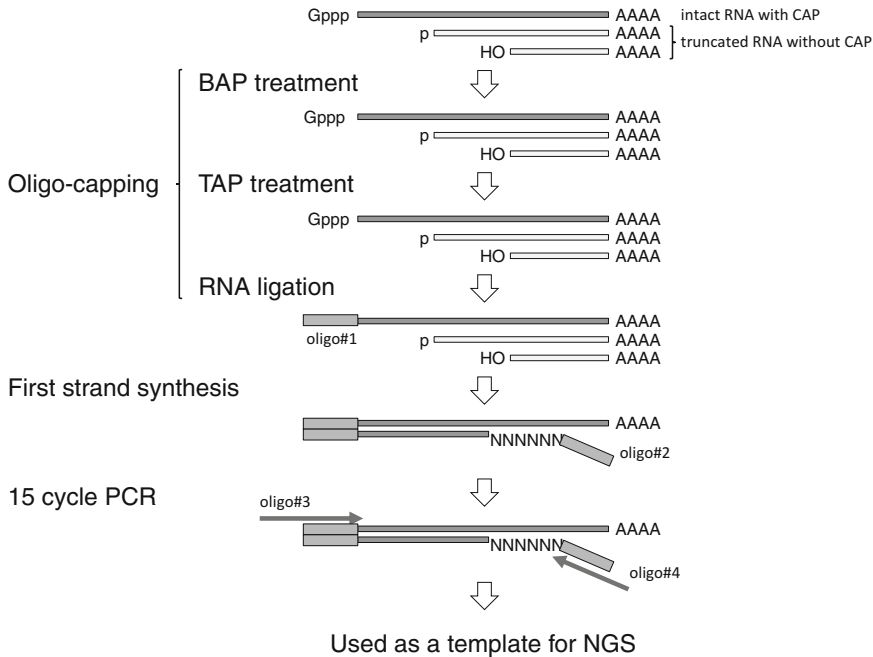 Gppp AAAA intact RNA with CAP
p AAAA
truncated RNA without CAP
HO AAAA
BAP treatment
Gppp AAAA
p AAAA
HO AAAA
Oligo-capping
TAP treatment
Gppp AAAA
p AAAA
HO AAAA
RNA ligation
AAAA
oligo#1
p AAAA
HO AAAA
First strand synthesis
AAAA
NNNNNN
oligo#2
15 cycle PCR
oligo#3
AAAA
NNNNNN
oligo#4
Used as a template for NGS